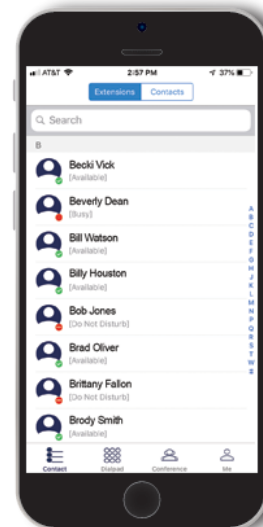 AT&T 2:57 PM 37%
Extensions Contacts
Search
B
Becki Vick
[Available]
Beverly Dean
[Busy]
Bill Watson
[Available]
Billy Houston
[Available]
Bob Jones
[Do Not Disturb]
Brad Oliver
[Available]
Brittany Fallon
[Do Not Disturb]
Brody Smith
[Available]
A
B
C
D
E
F
G
H
J
K
L
M
N
P
Q
R
S
T
W
#
Contact Dialpad Conference Me